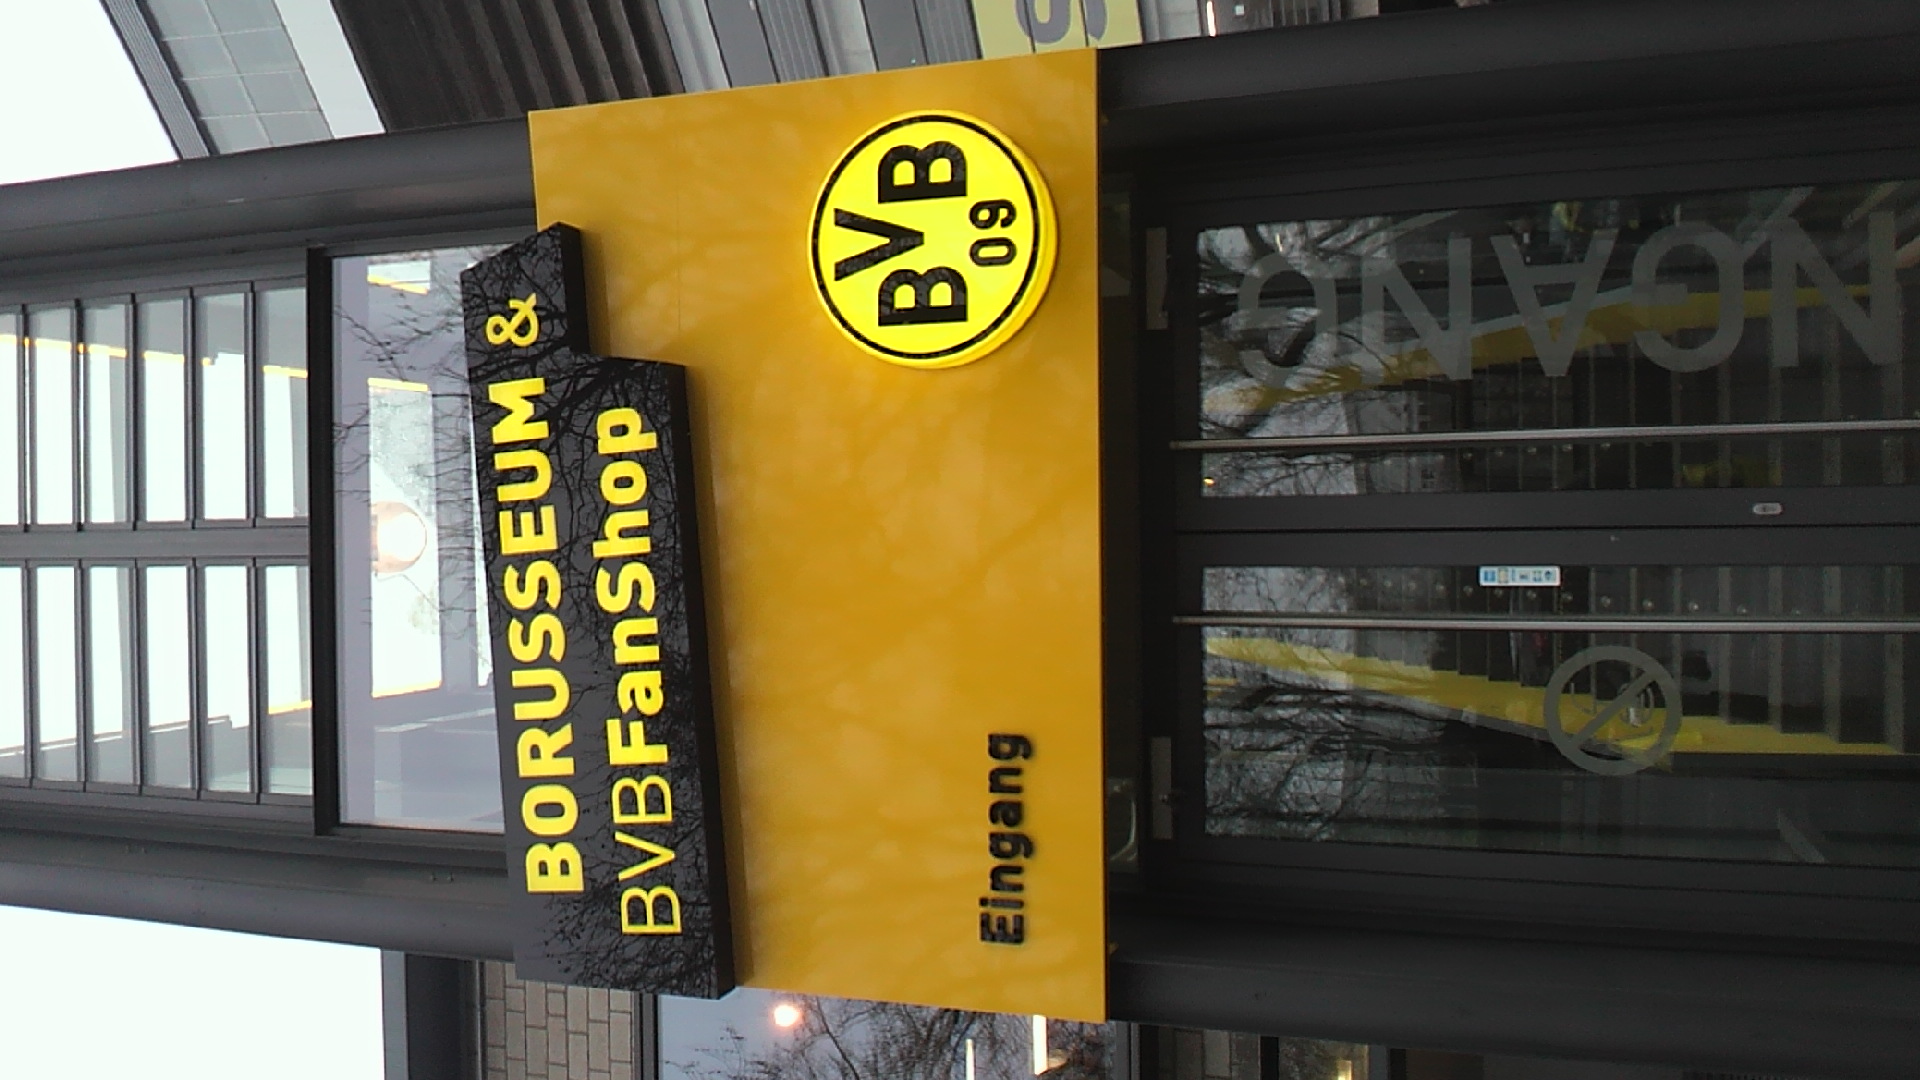 BORUSSEUM &
BVBFanShop
BVB
09
Eingang